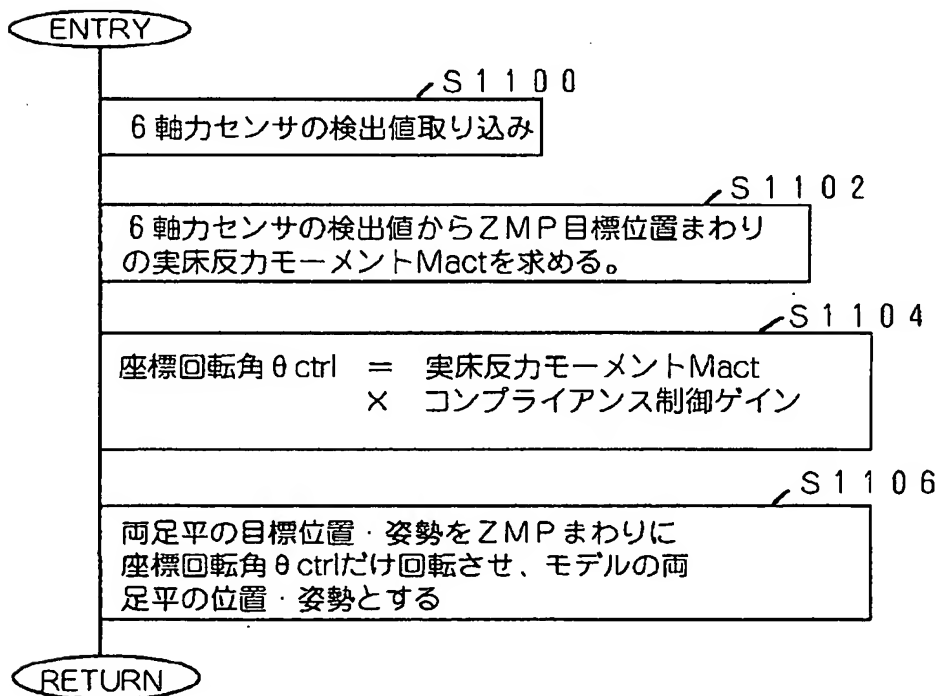 ENTRY
S1100
6軸力センサの検出値取り込み
S1102
6軸力センサの検出値からZMP目標位置まわり
の実床反力モーメントMactを求める。
S1104
座標回転角θctrl = 実床反力モーメントMact
× コンプライアンス制御ゲイン
S1106
両足平の目標位置・姿勢をZMPまわりに
座標回転角θctrlだけ回転させ、モデルの両
足平の位置・姿勢とする
RETURN